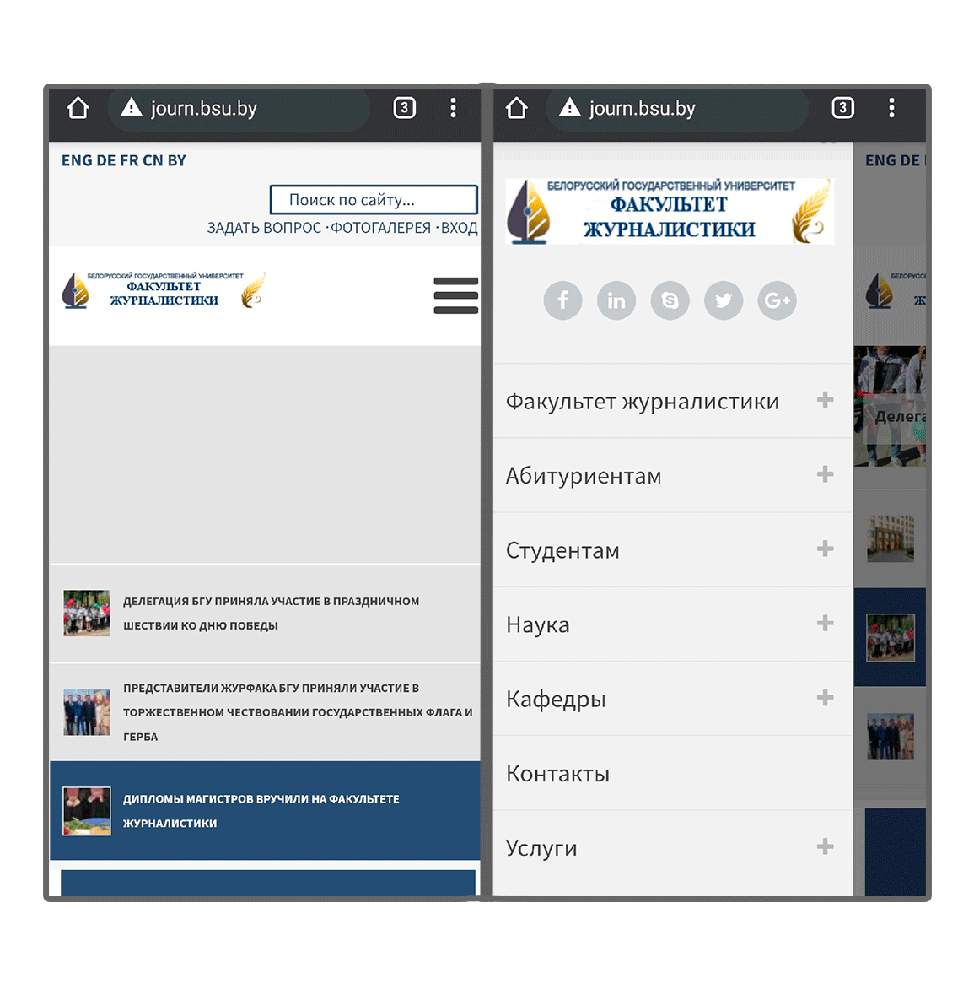 journ.bsu.by
3
ENG DE FR CN BY
Поиск по сайту...
ЗАДАТЬ ВОПРОС · ФОТОГАЛЕРЕЯ · ВХОД
БЕЛОРУССКИЙ ГОСУДАРСТВЕННЫЙ УНИВЕРСИТЕТ
ФАКУЛЬТЕТ
ЖУРНАЛИСТИКИ
ДЕЛЕГАЦИЯ БГУ ПРИНЯЛА УЧАСТИЕ В ПРАЗДНИЧНОМ
ШЕСТВИИ КО ДНЮ ПОБЕДЫ
ПРЕДСТАВИТЕЛИ ЖУРФАКА БГУ ПРИНЯЛИ УЧАСТИЕ В
ТОРЖЕСТВЕННОМ ЧЕСТВОВАНИИ ГОСУДАРСТВЕННЫХ ФЛАГА И
ГЕРБА
ДИПЛОМЫ МАГИСТРОВ ВРУЧИЛИ НА ФАКУЛЬТЕТЕ
ЖУРНАЛИСТИКИ
journ.bsu.by
3
БЕЛОРУССКИЙ ГОСУДАРСТВЕННЫЙ УНИВЕРСИТЕТ
ФАКУЛЬТЕТ
ЖУРНАЛИСТИКИ
f in S G+
Факультет журналистики +
Абитуриентам +
Студентам +
Наука +
Кафедры +
Контакты
Услуги +
ENG DE
БЕЛОРУСС
Ж
Делега